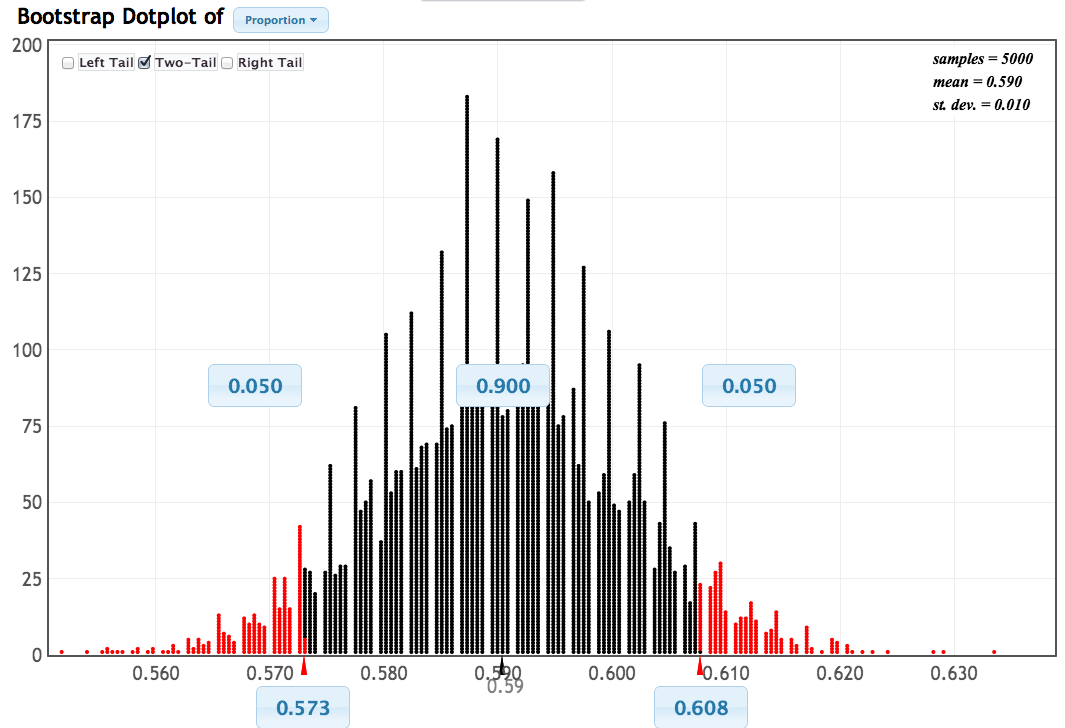 Bootstrap Dotplot of Proportion
200
Left Tail Two-Tail Right Tail
samples = 5000
mean = 0.590
st. dev. = 0.010
175
150
125
100
0.050 0.900 0.050
75
50
25
0
0.560 0.570 0.580 0.590 0.600 0.610 0.620 0.630
0.59
0.573 0.608